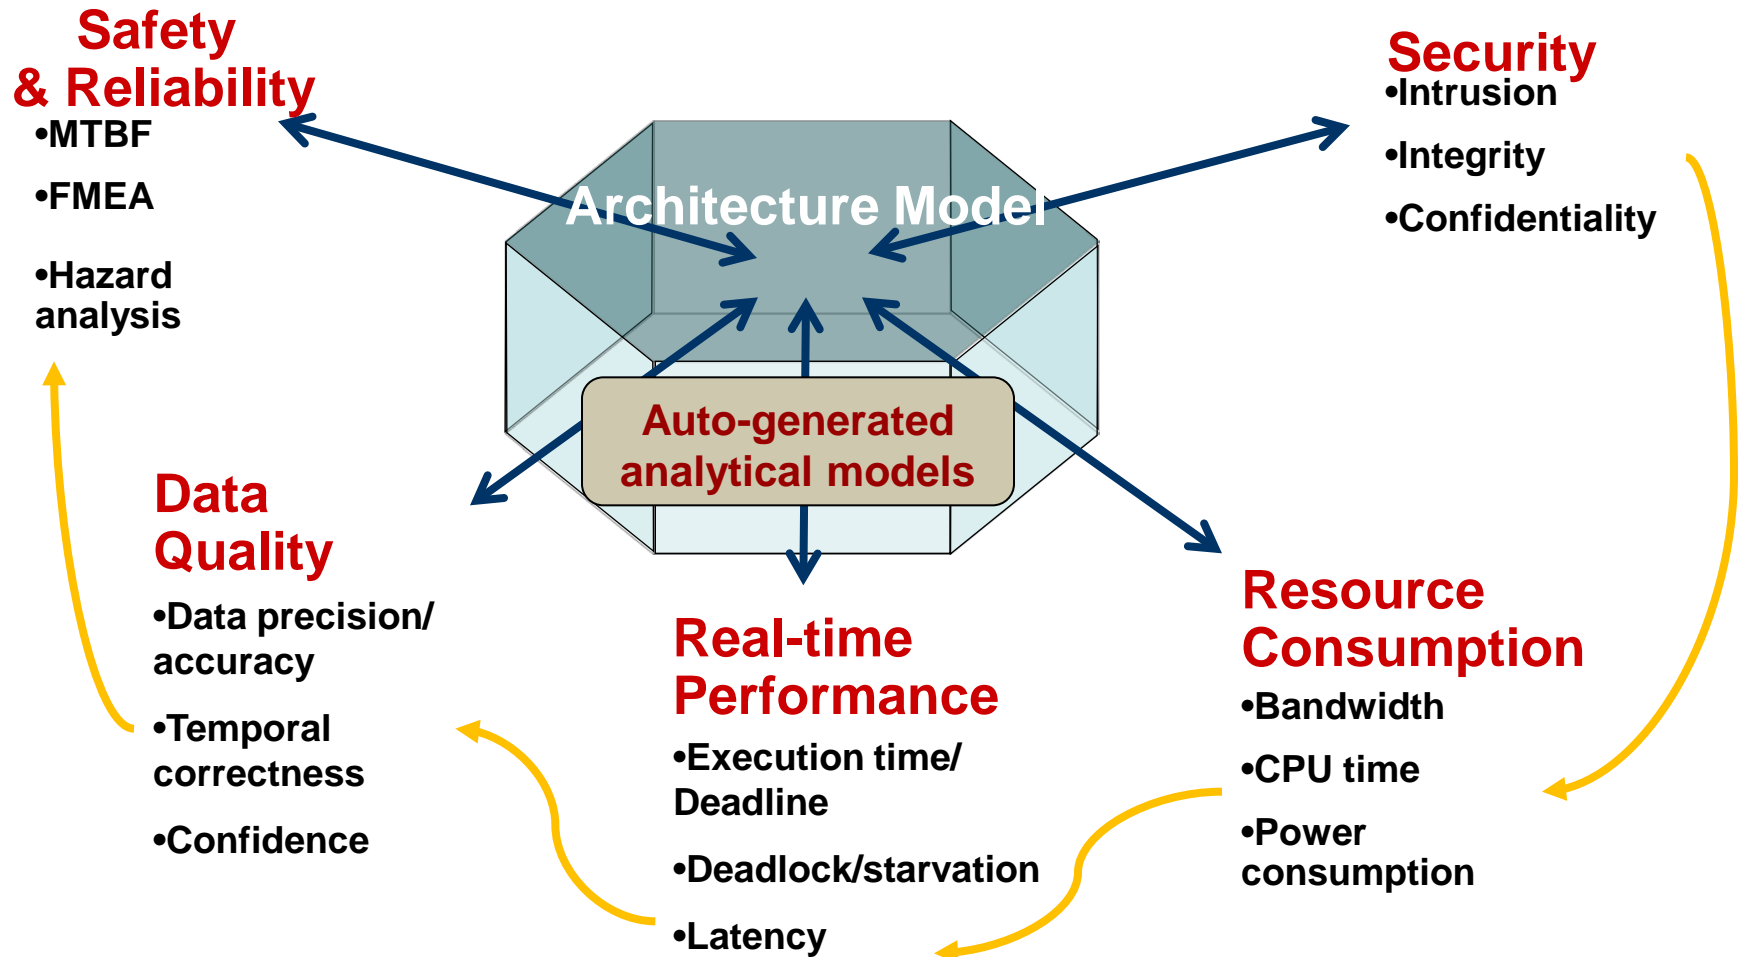 Safety
& Reliability
•MTBF
•FMEA
•Hazard
analysis
Security
•Intrusion
•Integrity
•Confidentiality
Architecture Model
Auto-generated
analytical models
Data
Quality
•Data precision/
accuracy
•Temporal
correctness
•Confidence
Real-time
Performance
•Execution time/
Deadline
•Deadlock/starvation
•Latency
Resource
Consumption
•Bandwidth
•CPU time
•Power
consumption